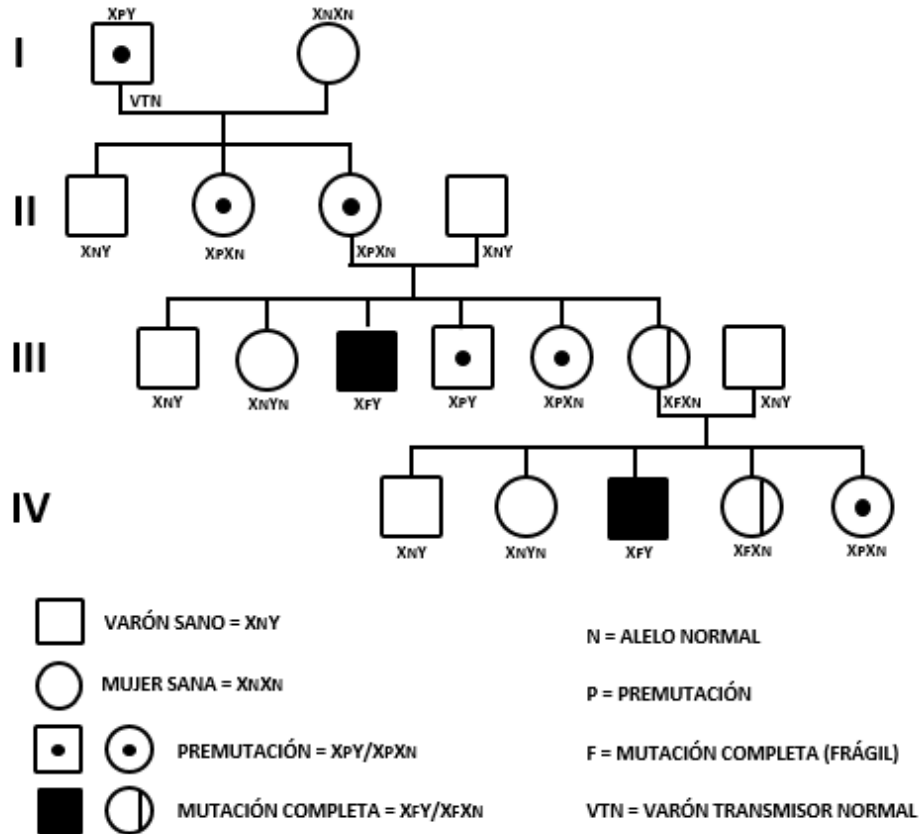 XPY XNXN
I
VTN
II
XNY XPXN XPXN XNY
III
XNY XNYN XFY XPY XPXN XFXN XNY
IV
XNY XNYN XFY XFXN XPXN
VARÓN SANO = XNY
N = ALELO NORMAL
MUJER SANA = XNXN
P = PREMUTACIÓN
PREMUTACIÓN = XPY/XPXN
F = MUTACIÓN COMPLETA (FRÁGIL)
MUTACIÓN COMPLETA = XFY/XFXN
VTN = VARÓN TRANSMISOR NORMAL